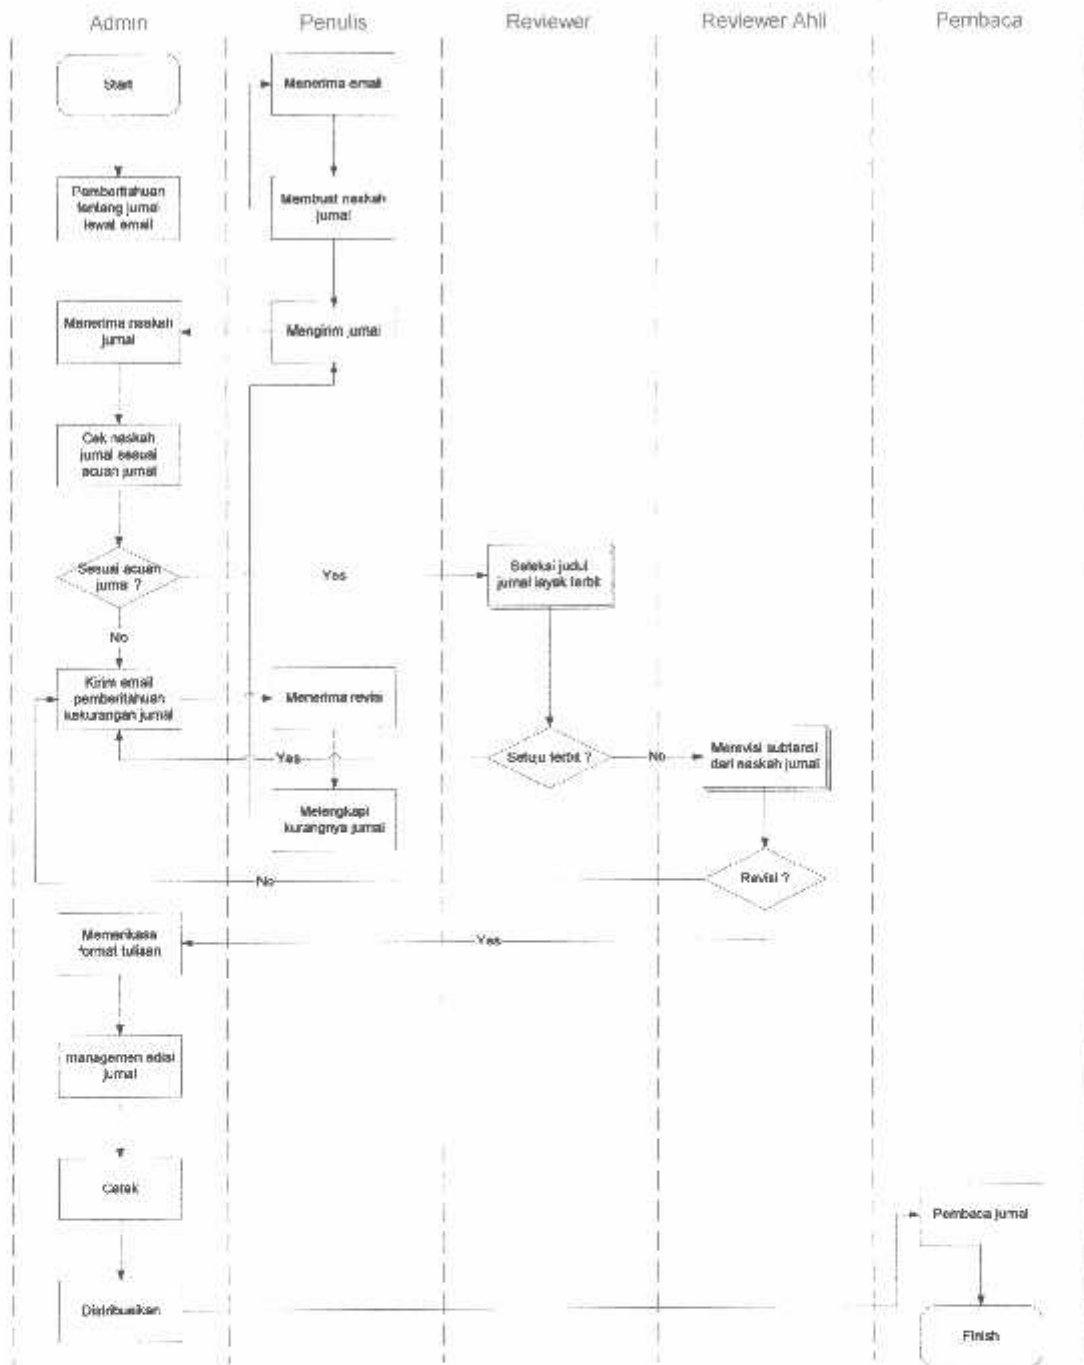 Admin
Penulis
Reviewer
Reviewer Ahli
Pembaca
Start
Menerima email
Pemberitahuan
tentang jurnal
lewat email
Membuat naskah
jurnal
Menerima naskah
jurnal
Mengirim jurnal
Cek naskah
jurnal sesuai
acuan jurnal
Sesuai acuan
jurnal ?
Yes
Seleksi judul
jurnal layak terbit
No
Kirim email
pemberitahuan
kekurangan jurnal
Menerima revisi
Yes
Setuju terbit ?
No
Merevisi subtansi
dari naskah jurnal
Melengkapi
kurangnya jurnal
No
Revisi ?
Memerikasa
format tulisan
Yes
managemen edisi
jurnal
Cetak
Pembaca jurnal
Distribusikan
Finish